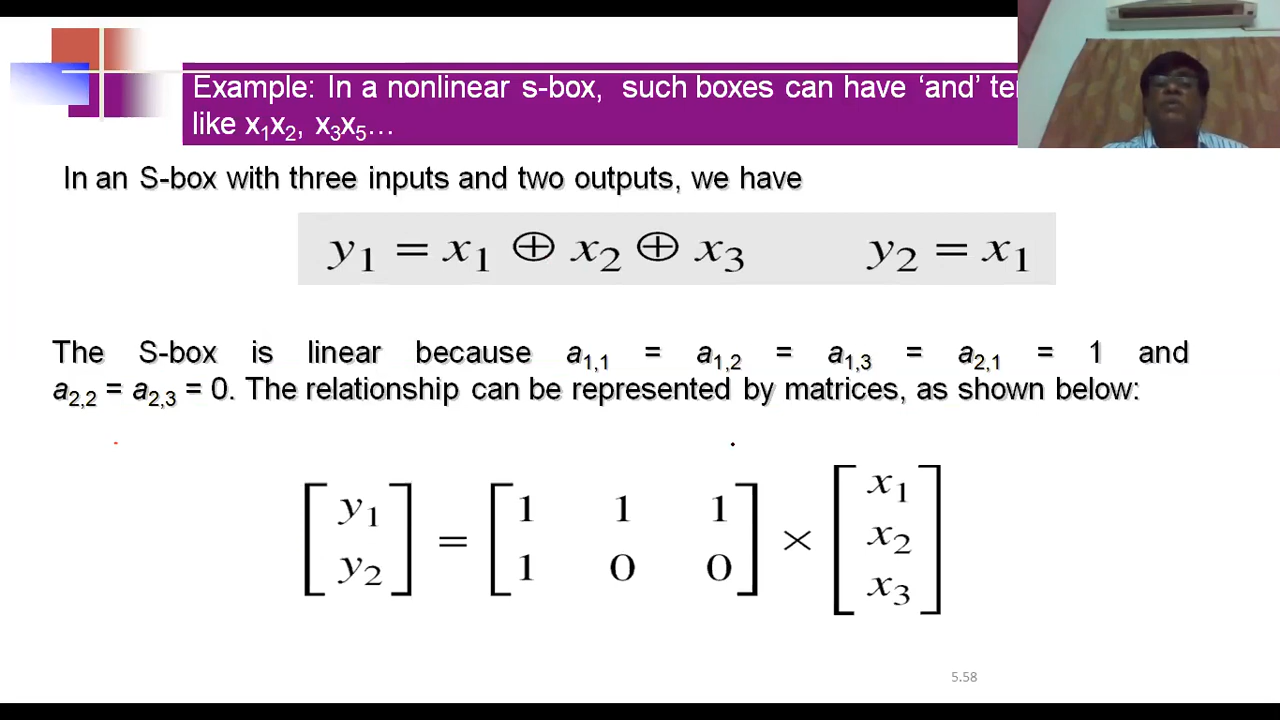 Example: In a nonlinear s-box, such boxes can have ‘and’
like x₁x₂, x₃x₅…
In an S-box with three inputs and two outputs, we have
y₁ = x₁ ⊕ x₂ ⊕ x₃ y₂ = x₁
The S-box is linear because a₁,₁ = a₁,₂ = a₁,₃ = a₂,₁ = 1 and
a₂,₂ = a₂,₃ = 0. The relationship can be represented by matrices, as shown below:
[y₁] = [1 1 1] × [x₁]
[y₂] [1 0 0] [x₂]
[x₃]
5.58